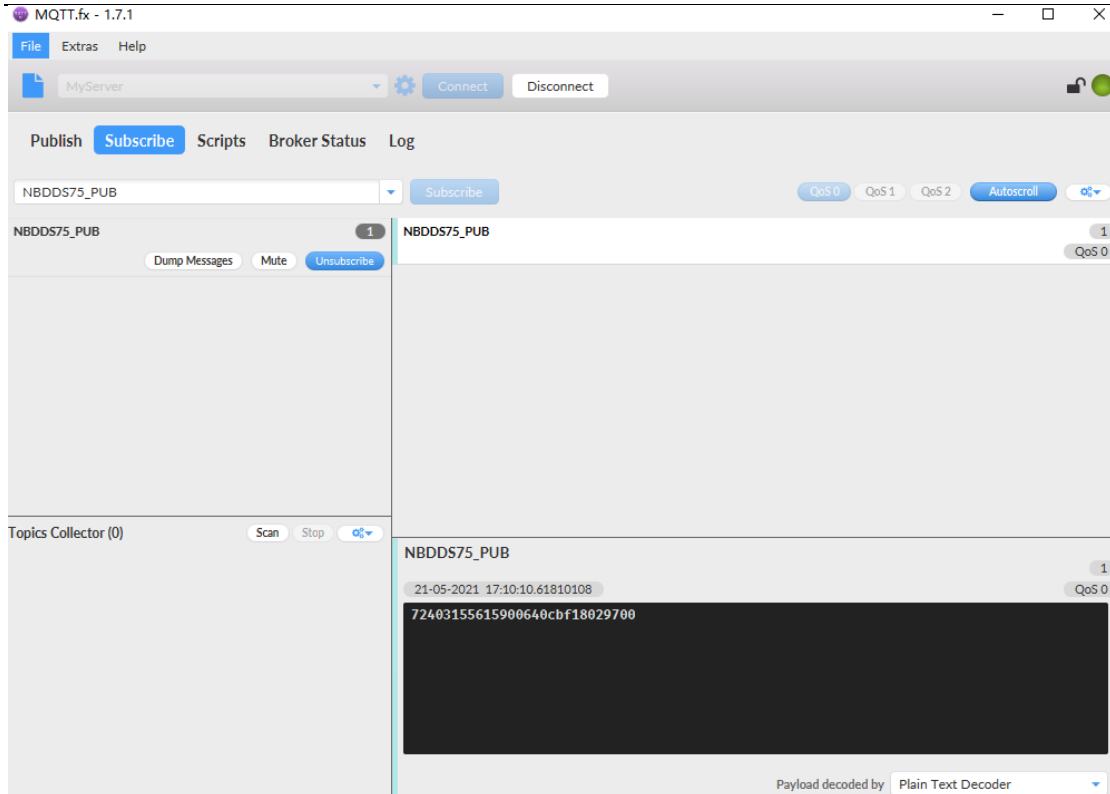 MQTT.fx - 1.7.1
File Extras Help
MyServer Connect Disconnect
Publish Subscribe Scripts Broker Status Log
NBDDS75_PUB Subscribe QoS 0 QoS 1 QoS 2 Autoscroll
NBDDS75_PUB 1
Dump Messages Mute Unsubscribe
NBDDS75_PUB 1
QoS 0
Topics Collector (0) Scan Stop
NBDDS75_PUB
1
21-05-2021 17:10:10.61810108 QoS 0
72403155615900640cbf18029700
Payload decoded by Plain Text Decoder